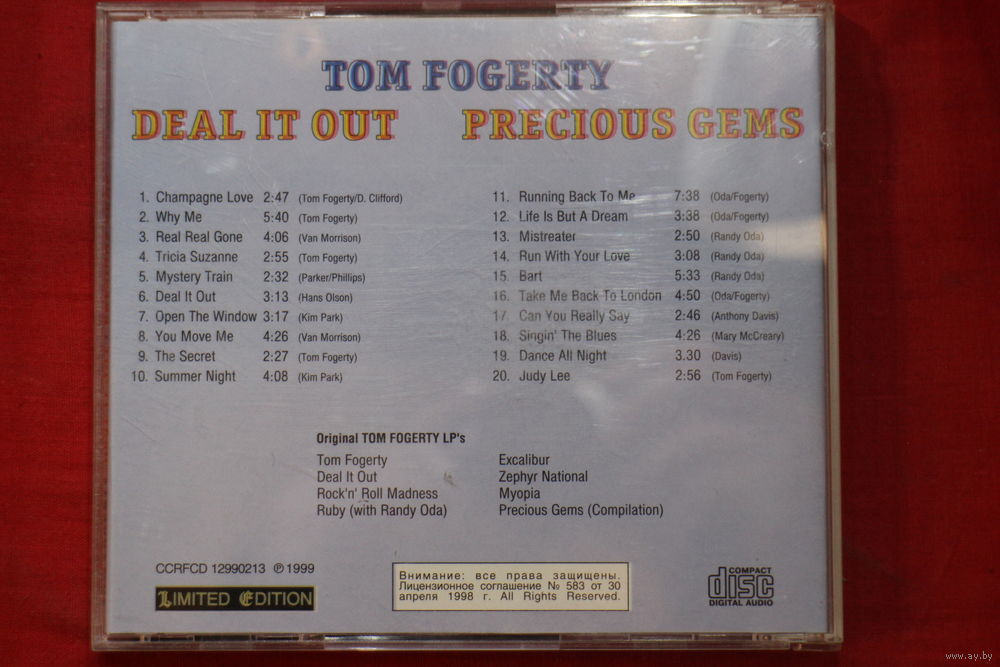 TOM FOGERTY
DEAL IT OUT
PRECIOUS GEMS
1. Champagne Love 2:47 (Tom Fogerty/D. Clifford)
2. Why Me 5:40 (Tom Fogerty)
3. Real Real Gone 4:06 (Van Morrison)
4. Tricia Suzanne 2:55 (Tom Fogerty)
5. Mystery Train 2:32 (Parker/Phillips)
6. Deal It Out 3:13 (Hans Olson)
7. Open The Window 3:17 (Kim Park)
8. You Move Me 4:26 (Van Morrison)
9. The Secret 2:27 (Tom Fogerty)
10. Summer Night 4:08 (Kim Park)
11. Running Back To Me 7:38 (Oda/Fogerty)
12. Life Is But A Dream 3:38 (Oda/Fogerty)
13. Mistreater 2:50 (Randy Oda)
14. Run With Your Love 3:08 (Randy Oda)
15. Bart 5:33 (Randy Oda)
16. Take Me Back To London 4:50 (Oda/Fogerty)
17. Can You Really Say 2:46 (Anthony Davis)
18. Singin' The Blues 4:26 (Mary McCreary)
19. Dance All Night 3.30 (Davis)
20. Judy Lee 2:56 (Tom Fogerty)
Original TOM FOGERTY LP's
Tom Fogerty
Deal It Out
Rock'n' Roll Madness
Ruby (with Randy Oda)
Excalibur
Zephyr National
Myopia
Precious Gems (Compilation)
CCRFCD 12990213 ℗1999
LIMITED EDITION
Внимание: все права защищены.
Лицензионное соглашение № 583 от 30
апреля 1998 г. All Rights Reserved.
COMPACT
disc
DIGITAL AUDIO
www.ay.by